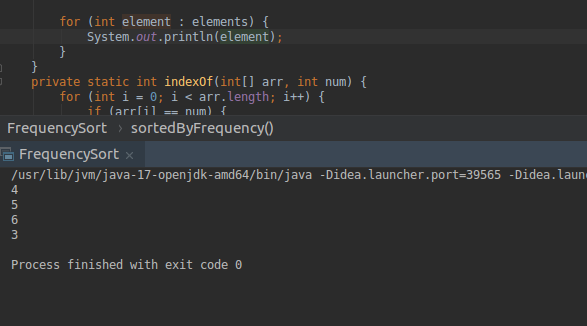 for (int element : elements) {
System.out.println(element);
}
}
private static int indexOf(int[] arr, int num) {
for (int i = 0; i < arr.length; i++) {
if (arr[i] == num) {
FrequencySort › sortedByFrequency()
FrequencySort ×
/usr/lib/jvm/java-17-openjdk-amd64/bin/java -Didea.launcher.port=39565 -Didea.laun
4
5
6
3
Process finished with exit code 0